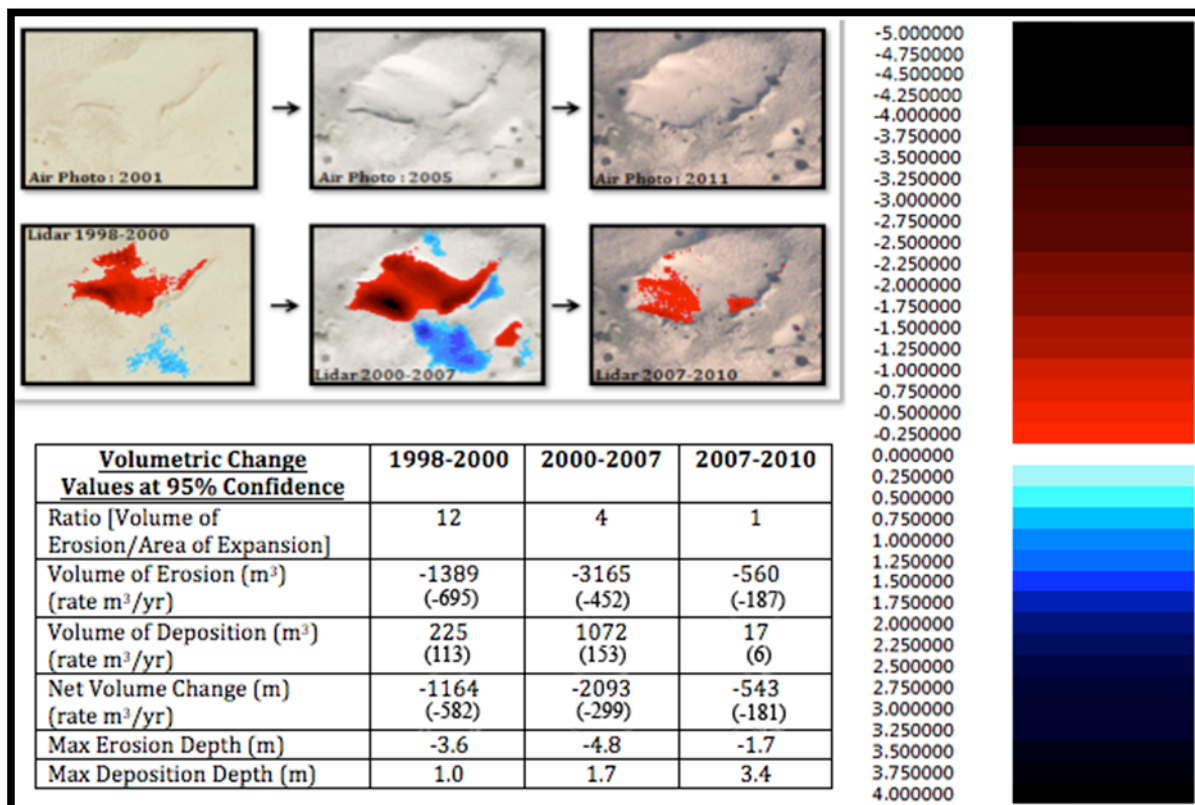 Air Photo : 2001
Air Photo : 2005
Air Photo : 2011
Lidar 1998-2000
Lidar 2000-2007
Lidar 2007-2010
Volumetric Change 1998-2000 2000-2007 2007-2010
Values at 95% Confidence
Ratio [Volume of 12 4 1
Erosion/Area of Expansion]
Volume of Erosion (m³) -1389 -3165 -560
(rate m³/yr) (-695) (-452) (-187)
Volume of Deposition (m³) 225 1072 17
(rate m³/yr) (113) (153) (6)
Net Volume Change (m) -1164 -2093 -543
(rate m³/yr) (-582) (-299) (-181)
Max Erosion Depth (m) -3.6 -4.8 -1.7
Max Deposition Depth (m) 1.0 1.7 3.4
-5.000000
-4.750000
-4.500000
-4.250000
-4.000000
-3.750000
-3.500000
-3.250000
-3.000000
-2.750000
-2.500000
-2.250000
-2.000000
-1.750000
-1.500000
-1.250000
-1.000000
-0.750000
-0.500000
-0.250000
0.000000
0.250000
0.500000
0.750000
1.000000
1.250000
1.500000
1.750000
2.000000
2.250000
2.500000
2.750000
3.000000
3.250000
3.500000
3.750000
4.000000